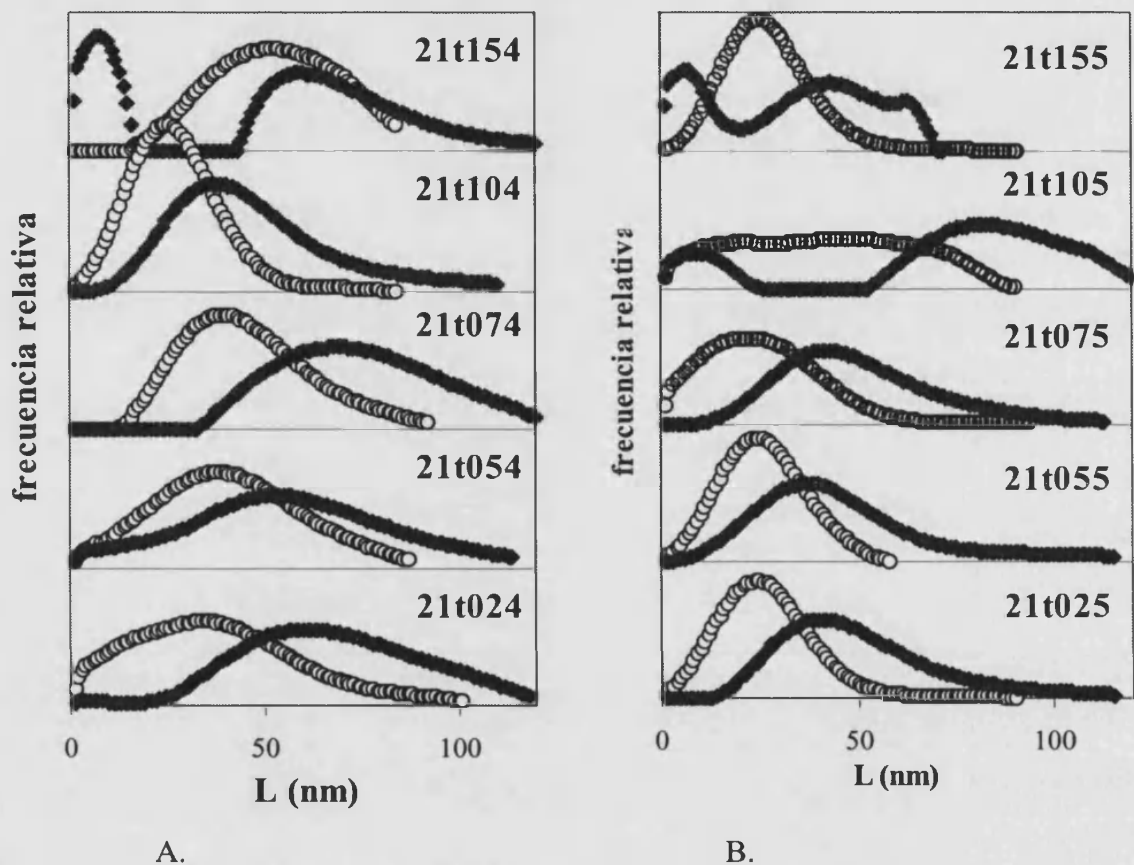 21t154
21t104
21t074
21t054
21t024
frecuencia relativa
0
50
100
L (nm)
A.
21t155
21t105
21t075
21t055
21t025
frecuencia relativa
0
50
100
L (nm)
B.